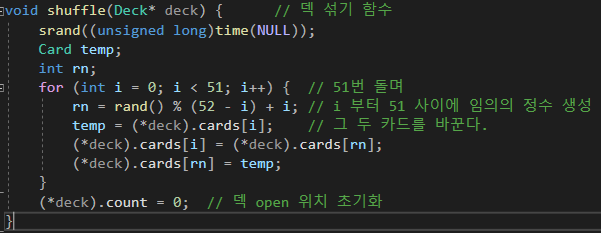 void shuffle(Deck* deck) {      // 덱 섞기 함수
    srand((unsigned long)time(NULL));
    Card temp;
    int rn;
    for (int i = 0; i < 51; i++) {  // 51번 돌며
        rn = rand() % (52 - i) + i; // i 부터 51 사이에 임의의 정수 생성
        temp = (*deck).cards[i];    // 그 두 카드를 바꾼다.
        (*deck).cards[i] = (*deck).cards[rn];
        (*deck).cards[rn] = temp;
    }
    (*deck).count = 0;  // 덱 open 위치 초기화
}